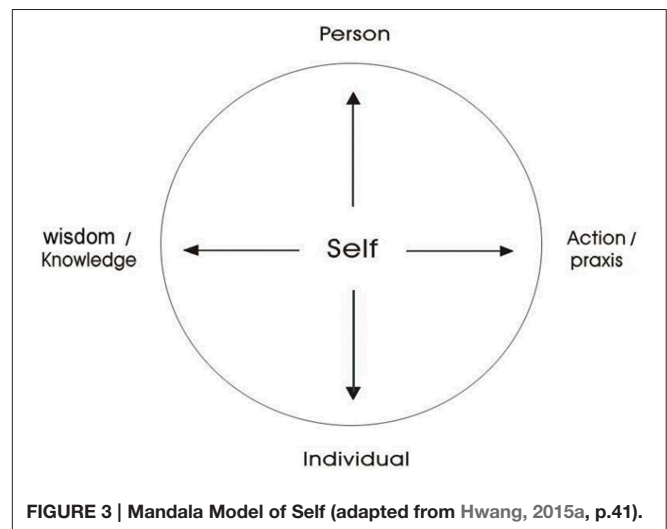 Person
wisdom /
Knowledge
Self
Action /
praxis
Individual
FIGURE 3 | Mandala Model of Self (adapted from Hwang, 2015a, p.41).